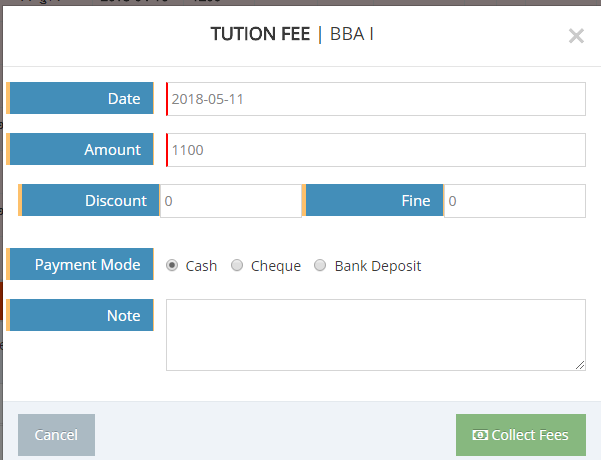 TUTION FEE | BBA I
Date 2018-05-11
Amount 1100
Discount 0 Fine 0
Payment Mode Cash Cheque Bank Deposit
Note
Cancel Collect Fees